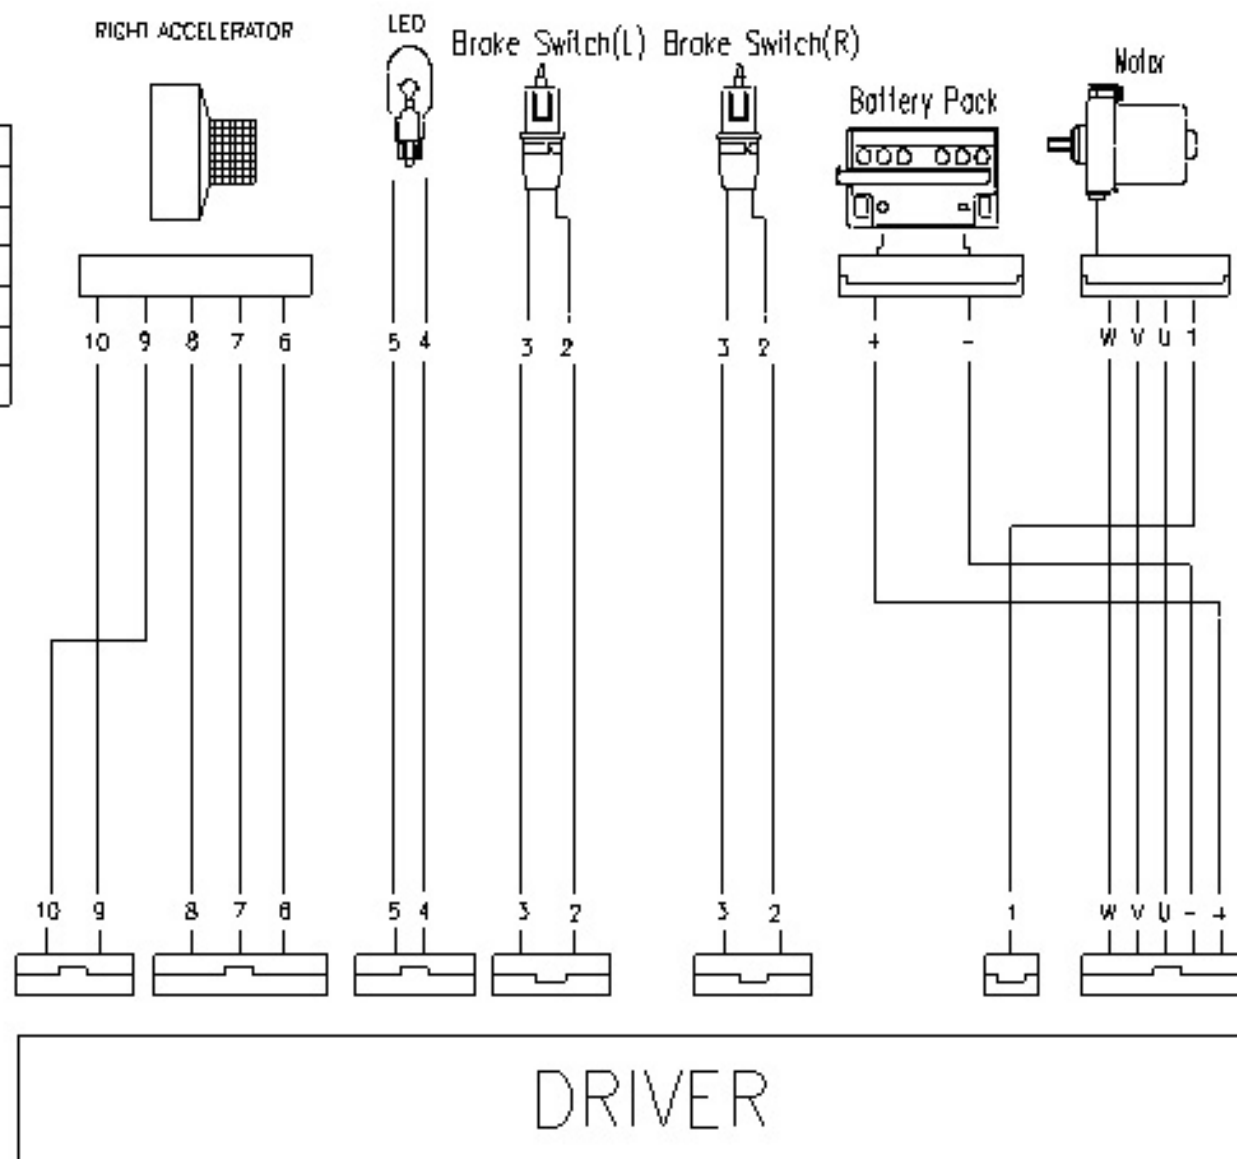 RIGHT ACCELERATOR
LED
Brake Switch(L)
Brake Switch(R)
Battery Pack
Motor
10 9 8 7 6
5 4
3 2
3 2
+ -
W V U 1
10 9
8 7 6
5 4
3 2
3 2
1
W V U - +
DRIVER